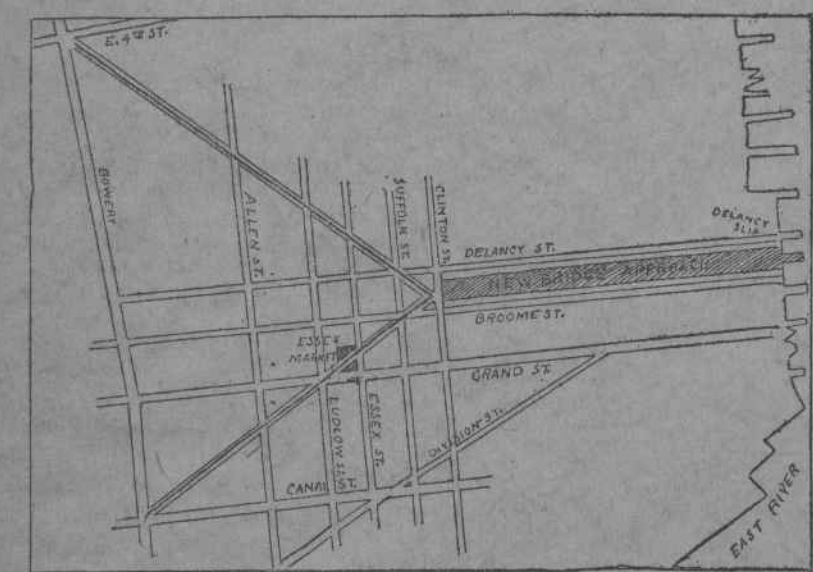 E. 4TH ST.
BOWERY
ALLEN ST.
SUFFOLK ST.
CLINTON ST.
DELANCY
SLIP
DELANCY ST.
NEW BRIDGE APPROACH
BROOME ST.
ESSEX
MARKET
GRAND ST.
LUDLOW ST.
ESSEX ST.
DIVISION ST.
CANAL ST.
EAST RIVER